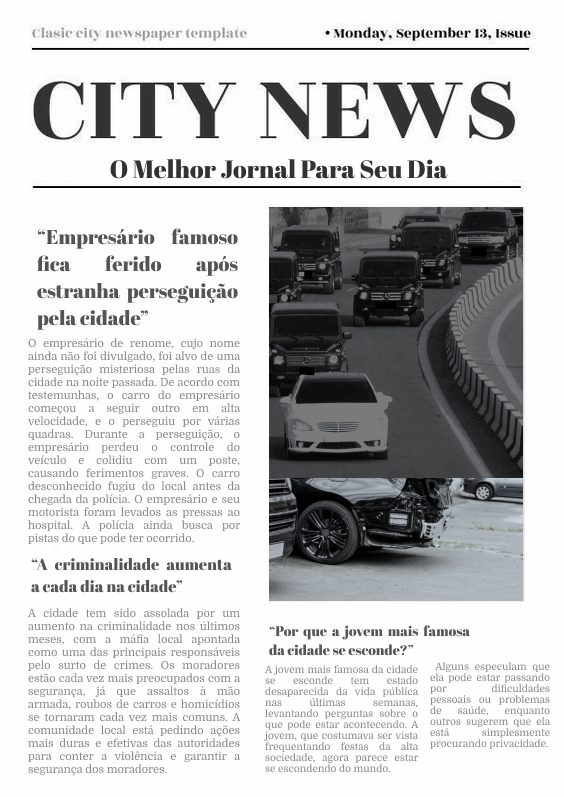 Clasic city newspaper template
• Monday, September 13, Issue
CITY NEWS
O Melhor Jornal Para Seu Dia
“Empresário famoso
fica ferido após
estranha perseguição
pela cidade”
O empresário de renome, cujo nome
ainda não foi divulgado, foi alvo de uma
perseguição misteriosa pelas ruas da
cidade na noite passada. De acordo com
testemunhas, o carro do empresário
começou a seguir outro em alta
velocidade, e o perseguiu por várias
quadras. Durante a perseguição, o
empresário perdeu o controle do
veículo e colidiu com um poste,
causando ferimentos graves. O carro
desconhecido fugiu do local antes da
chegada da polícia. O empresário e seu
motorista foram levados as pressas ao
hospital. A polícia ainda busca por
pistas do que pode ter ocorrido.
“A criminalidade aumenta
a cada dia na cidade”
A cidade tem sido assolada por um
aumento na criminalidade nos últimos
meses, com a máfia local apontada
como uma das principais responsáveis
pelo surto de crimes. Os moradores
estão cada vez mais preocupados com a
segurança, já que assaltos à mão
armada, roubos de carros e homicídios
se tornaram cada vez mais comuns. A
comunidade local está pedindo ações
mais duras e efetivas das autoridades
para conter a violência e garantir a
segurança dos moradores.
“Por que a jovem mais famosa
da cidade se esconde?”
A jovem mais famosa da cidade
se esconde tem estado
desaparecida da vida pública
nas últimas semanas,
levantando perguntas sobre o
que pode estar acontecendo. A
jovem, que costumava ser vista
frequentando festas da alta
sociedade, agora parece estar
se escondendo do mundo.
Alguns especulam que
ela pode estar passando
por dificuldades
pessoais ou problemas
de saúde, enquanto
outros sugerem que ela
está simplesmente
procurando privacidade.